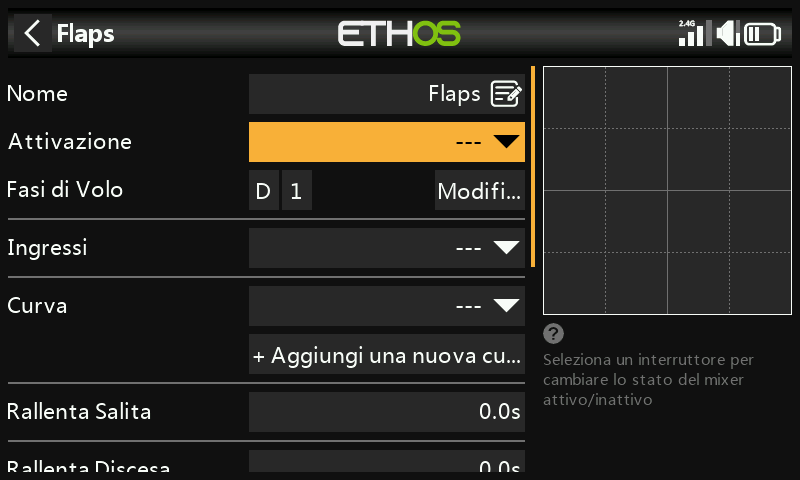 Flaps
ETHOS
2.4G
Nome
Flaps
Attivazione
---
Fasi di Volo
D 1
Modifi...
Ingressi
---
Curva
---
+ Aggiungi una nuova cu...
Rallenta Salita
0.0s
Rallenta Discesa
0.0s
?
Seleziona un interruttore per
cambiare lo stato del mixer
attivo/inattivo